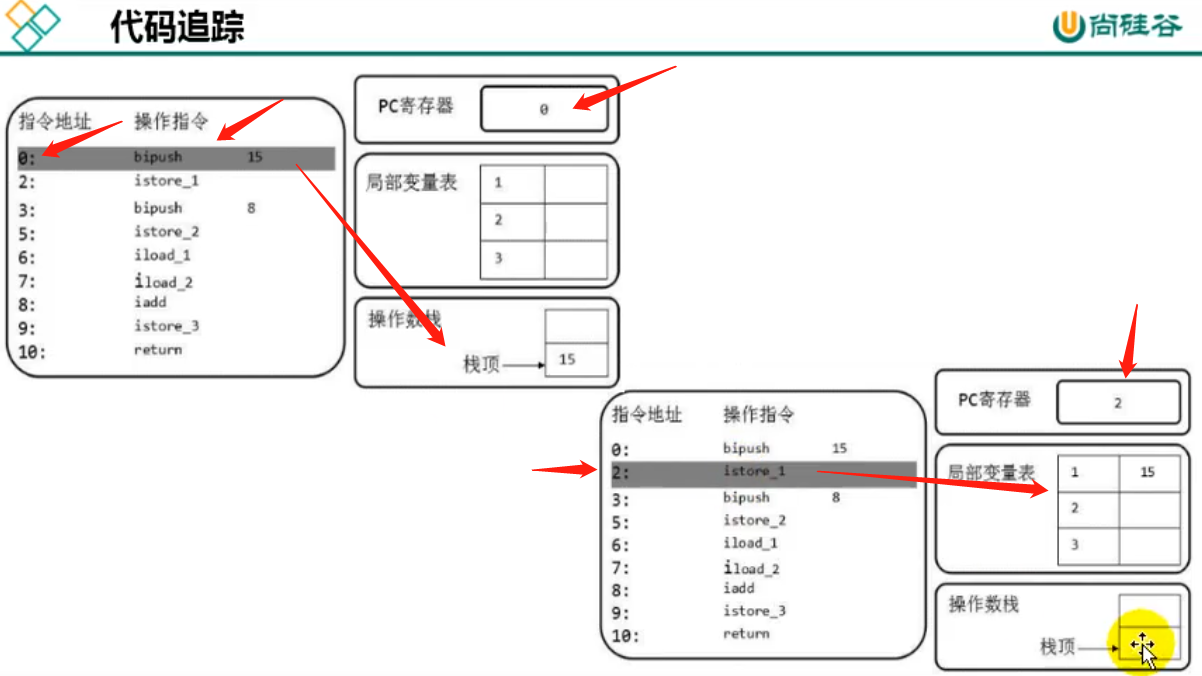 代码追踪
尚硅谷
指令地址 操作指令
0: bipush 15
2: istore_1
3: bipush 8
5: istore_2
6: iload_1
7: iload_2
8: iadd
9: istore_3
10: return
PC寄存器 0
局部变量表 1
2
3
操作数栈
栈顶 15
指令地址 操作指令
0: bipush 15
2: istore_1
3: bipush 8
5: istore_2
6: iload_1
7: iload_2
8: iadd
9: istore_3
10: return
PC寄存器 2
局部变量表 1 15
2
3
操作数栈
栈顶